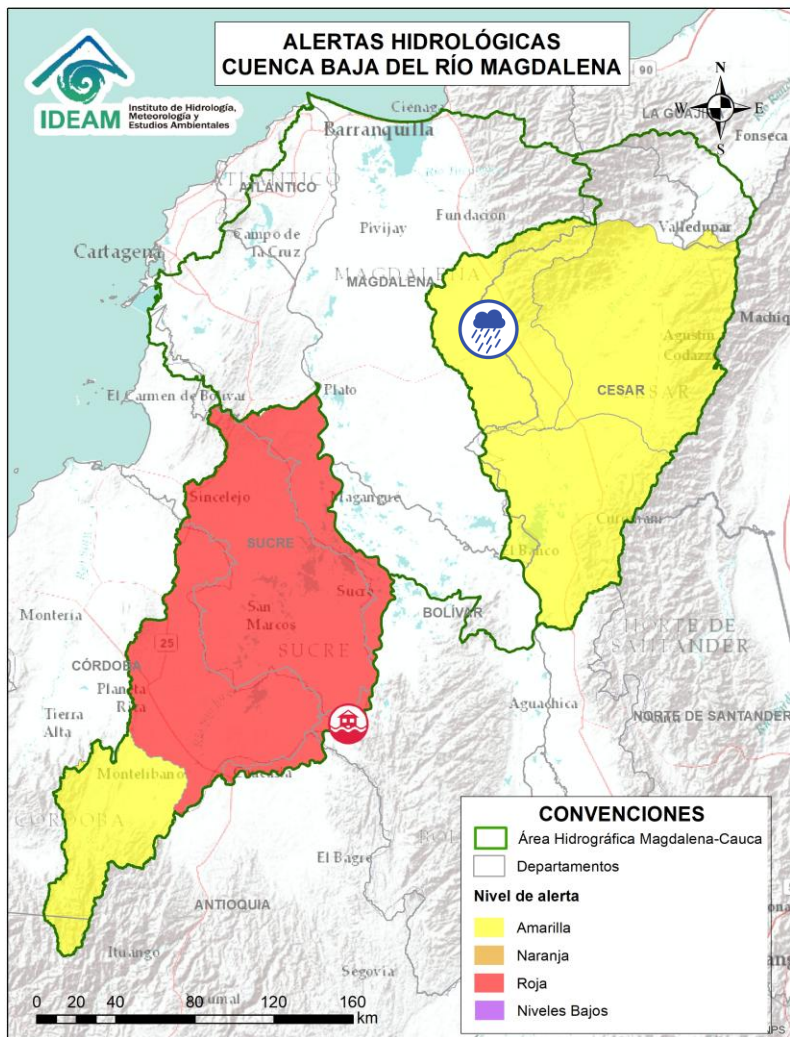 ALERTAS HIDROLÓGICAS
CUENCA BAJA DEL RÍO MAGDALENA
IDEAM
Instituto de Hidrología,
Meteorología y
Estudios Ambientales
N
W E
S
90
LA GUAJIRA
Fonseca
Ciénaga
Barranquilla
ATLÁNTICO
Valledupar
Fundación
Pivijay
Campo de
la Cruz
Cartagena
MAGDALENA
MAGDALENA
Machiq
Agustín
Codazzi
CESAR
El Carmen de Bolívar
Plato
Sincelejo
Magangue
SUCRE
El Banco
Sucre
BOLÍVAR
San
Marcos
SUCRE
Montería
NORTE DE
SANTANDER
25
CÓRDOBA
Planeta
Rica
Aguachica
Tierra
Alta
NORTE DE SANTANDER
Montelibano
CÓRDOBA
El Bagre
ANTIOQUIA
Ituango
Segovia
CONVENCIONES
Área Hidrográfica Magdalena-Cauca
Departamentos
Nivel de alerta
Amarilla
Naranja
Roja
Niveles Bajos
0 20 40 80 120 160
km